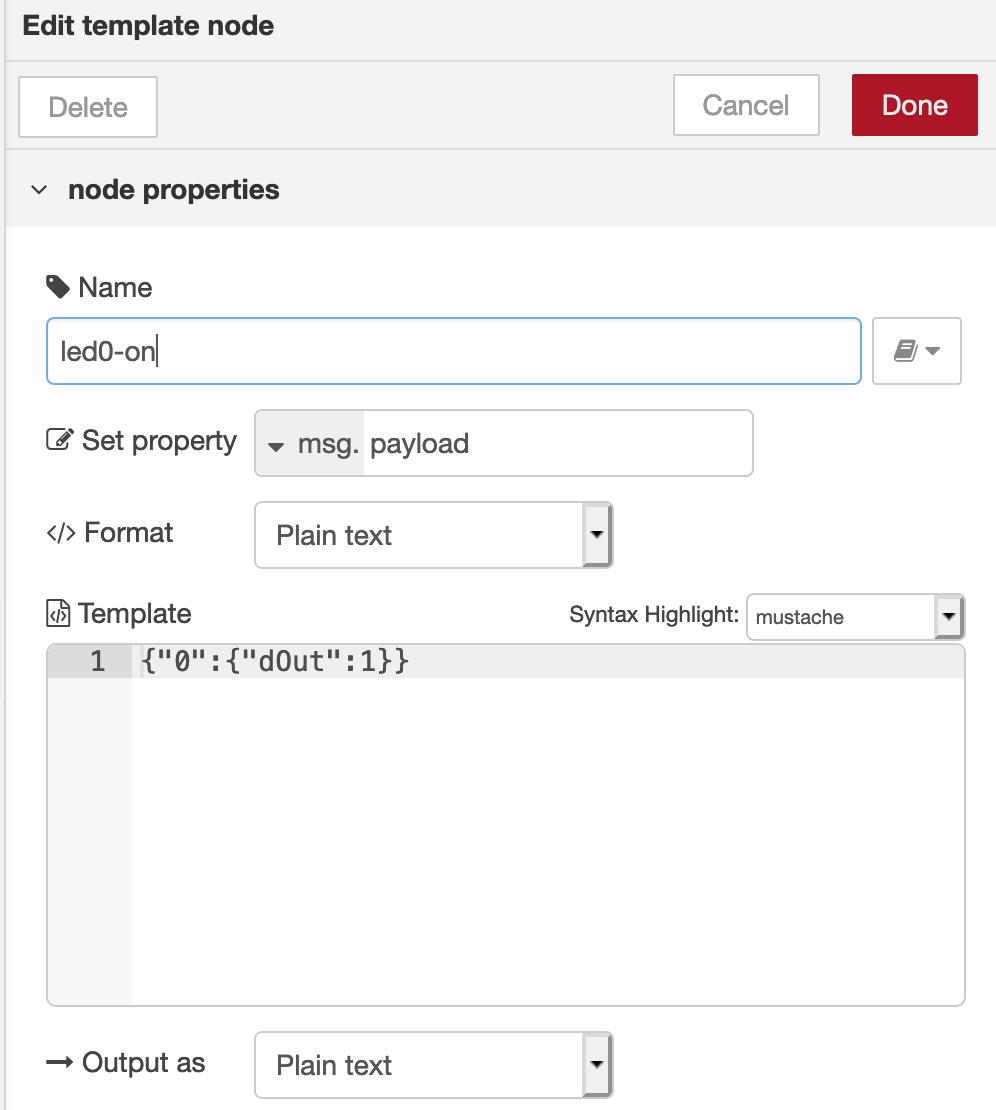 Edit template node
Delete Cancel Done
node properties
Name
led0-on
Set property msg. payload
</> Format Plain text
Template Syntax Highlight: mustache
1 {"0":{"dOut":1}}
Output as Plain text